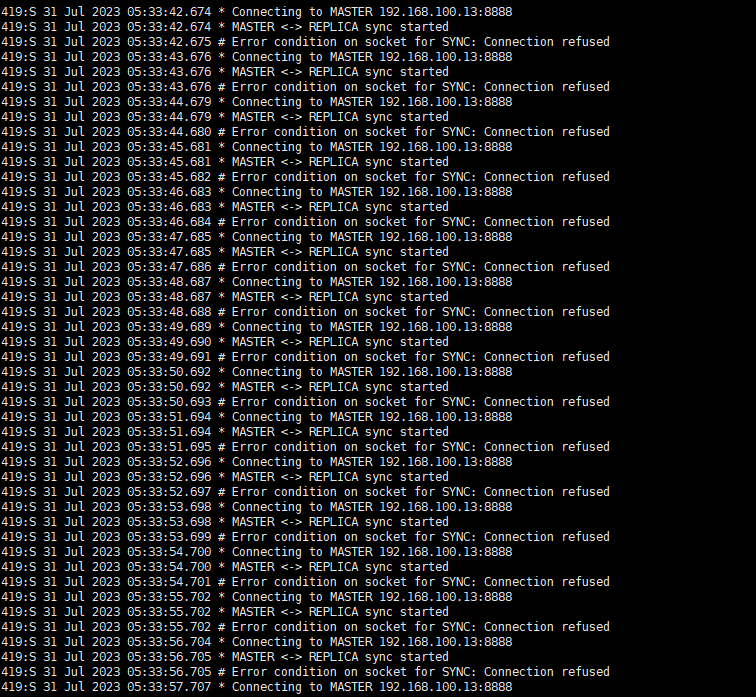 419:S 31 Jul 2023 05:33:42.674 * Connecting to MASTER 192.168.100.13:8888
419:S 31 Jul 2023 05:33:42.674 * MASTER <-> REPLICA sync started
419:S 31 Jul 2023 05:33:42.675 # Error condition on socket for SYNC: Connection refused
419:S 31 Jul 2023 05:33:43.676 * Connecting to MASTER 192.168.100.13:8888
419:S 31 Jul 2023 05:33:43.676 * MASTER <-> REPLICA sync started
419:S 31 Jul 2023 05:33:43.676 # Error condition on socket for SYNC: Connection refused
419:S 31 Jul 2023 05:33:44.679 * Connecting to MASTER 192.168.100.13:8888
419:S 31 Jul 2023 05:33:44.679 * MASTER <-> REPLICA sync started
419:S 31 Jul 2023 05:33:44.680 # Error condition on socket for SYNC: Connection refused
419:S 31 Jul 2023 05:33:45.681 * Connecting to MASTER 192.168.100.13:8888
419:S 31 Jul 2023 05:33:45.681 * MASTER <-> REPLICA sync started
419:S 31 Jul 2023 05:33:45.682 # Error condition on socket for SYNC: Connection refused
419:S 31 Jul 2023 05:33:46.683 * Connecting to MASTER 192.168.100.13:8888
419:S 31 Jul 2023 05:33:46.683 * MASTER <-> REPLICA sync started
419:S 31 Jul 2023 05:33:46.684 # Error condition on socket for SYNC: Connection refused
419:S 31 Jul 2023 05:33:47.685 * Connecting to MASTER 192.168.100.13:8888
419:S 31 Jul 2023 05:33:47.685 * MASTER <-> REPLICA sync started
419:S 31 Jul 2023 05:33:47.686 # Error condition on socket for SYNC: Connection refused
419:S 31 Jul 2023 05:33:48.687 * Connecting to MASTER 192.168.100.13:8888
419:S 31 Jul 2023 05:33:48.687 * MASTER <-> REPLICA sync started
419:S 31 Jul 2023 05:33:48.688 # Error condition on socket for SYNC: Connection refused
419:S 31 Jul 2023 05:33:49.689 * Connecting to MASTER 192.168.100.13:8888
419:S 31 Jul 2023 05:33:49.690 * MASTER <-> REPLICA sync started
419:S 31 Jul 2023 05:33:49.691 # Error condition on socket for SYNC: Connection refused
419:S 31 Jul 2023 05:33:50.692 * Connecting to MASTER 192.168.100.13:8888
419:S 31 Jul 2023 05:33:50.692 * MASTER <-> REPLICA sync started
419:S 31 Jul 2023 05:33:50.693 # Error condition on socket for SYNC: Connection refused
419:S 31 Jul 2023 05:33:51.694 * Connecting to MASTER 192.168.100.13:8888
419:S 31 Jul 2023 05:33:51.694 * MASTER <-> REPLICA sync started
419:S 31 Jul 2023 05:33:51.695 # Error condition on socket for SYNC: Connection refused
419:S 31 Jul 2023 05:33:52.696 * Connecting to MASTER 192.168.100.13:8888
419:S 31 Jul 2023 05:33:52.696 * MASTER <-> REPLICA sync started
419:S 31 Jul 2023 05:33:52.697 # Error condition on socket for SYNC: Connection refused
419:S 31 Jul 2023 05:33:53.698 * Connecting to MASTER 192.168.100.13:8888
419:S 31 Jul 2023 05:33:53.698 * MASTER <-> REPLICA sync started
419:S 31 Jul 2023 05:33:53.699 # Error condition on socket for SYNC: Connection refused
419:S 31 Jul 2023 05:33:54.700 * Connecting to MASTER 192.168.100.13:8888
419:S 31 Jul 2023 05:33:54.700 * MASTER <-> REPLICA sync started
419:S 31 Jul 2023 05:33:54.701 # Error condition on socket for SYNC: Connection refused
419:S 31 Jul 2023 05:33:55.702 * Connecting to MASTER 192.168.100.13:8888
419:S 31 Jul 2023 05:33:55.702 * MASTER <-> REPLICA sync started
419:S 31 Jul 2023 05:33:55.702 # Error condition on socket for SYNC: Connection refused
419:S 31 Jul 2023 05:33:56.704 * Connecting to MASTER 192.168.100.13:8888
419:S 31 Jul 2023 05:33:56.705 * MASTER <-> REPLICA sync started
419:S 31 Jul 2023 05:33:56.705 # Error condition on socket for SYNC: Connection refused
419:S 31 Jul 2023 05:33:57.707 * Connecting to MASTER 192.168.100.13:8888